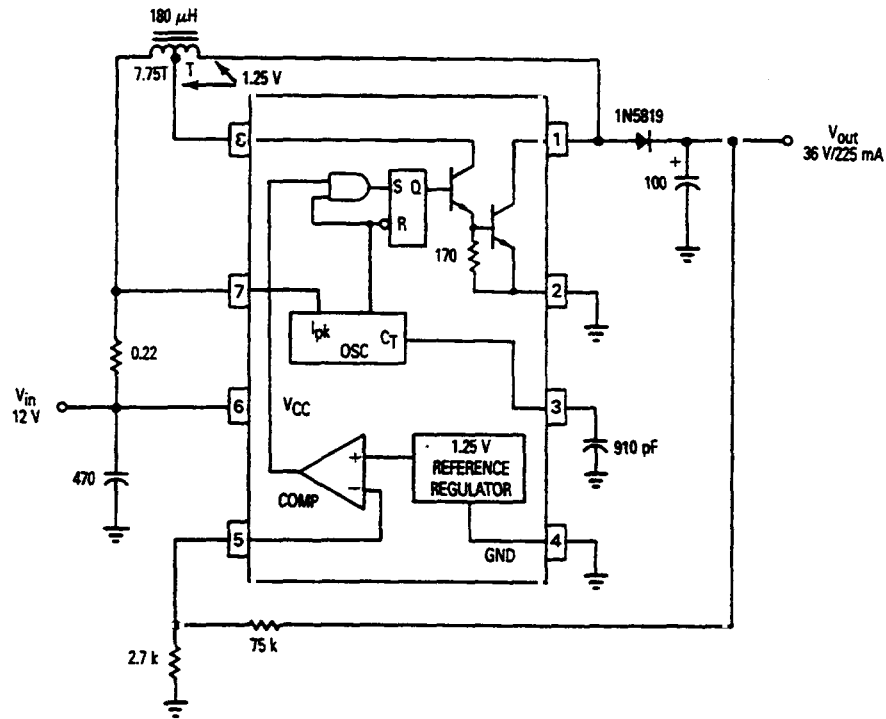 180 μH
7.75T
T
1.25 V
1N5819
Vout
36 V/225 mA
8
1
S Q
R
100
170
7
2
Ipk
CT
OSC
0.22
Vin
12 V
6
VCC
3
910 pF
1.25 V
REFERENCE
REGULATOR
+
−
COMP
470
5
GND
4
75 k
2.7 k
+